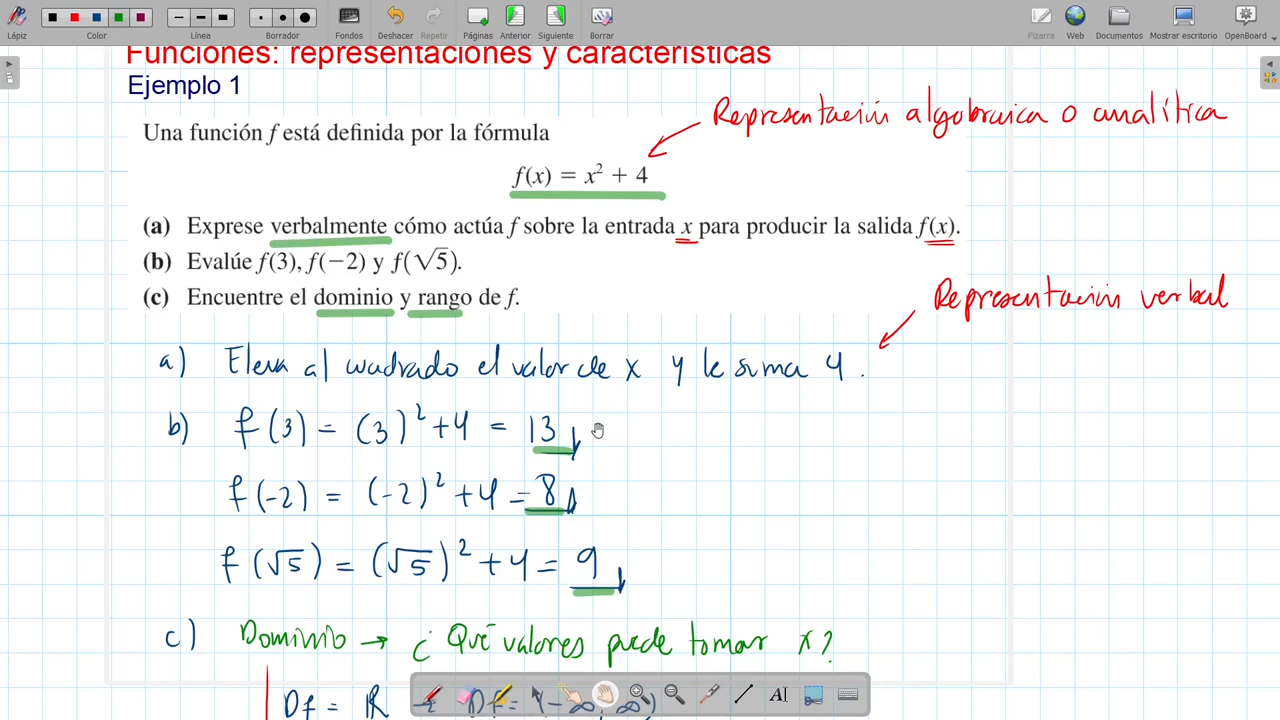 Lápiz Color Línea Borrador Fondos Deshacer Repetir Páginas Anterior Siguiente Borrar Pizarra Web Documentos Mostrar escritorio OpenBoard
Funciones: representaciones y características
Ejemplo 1
Representación algebraica o analítica
Una función f está definida por la fórmula
f(x) = x² + 4
(a) Exprese verbalmente cómo actúa f sobre la entrada x para producir la salida f(x).
(b) Evalúe f(3), f(−2) y f(√5).
(c) Encuentre el dominio y rango de f.
Representación verbal
a) Eleva al cuadrado el valor de x y le suma 4.
b) f(3) = (3)² + 4 = 13
f(-2) = (-2)² + 4 = 8
f(√5) = (√5)² + 4 = 9
c) Dominio → ¿Qué valores puede tomar x?
Df = ℝ Df =